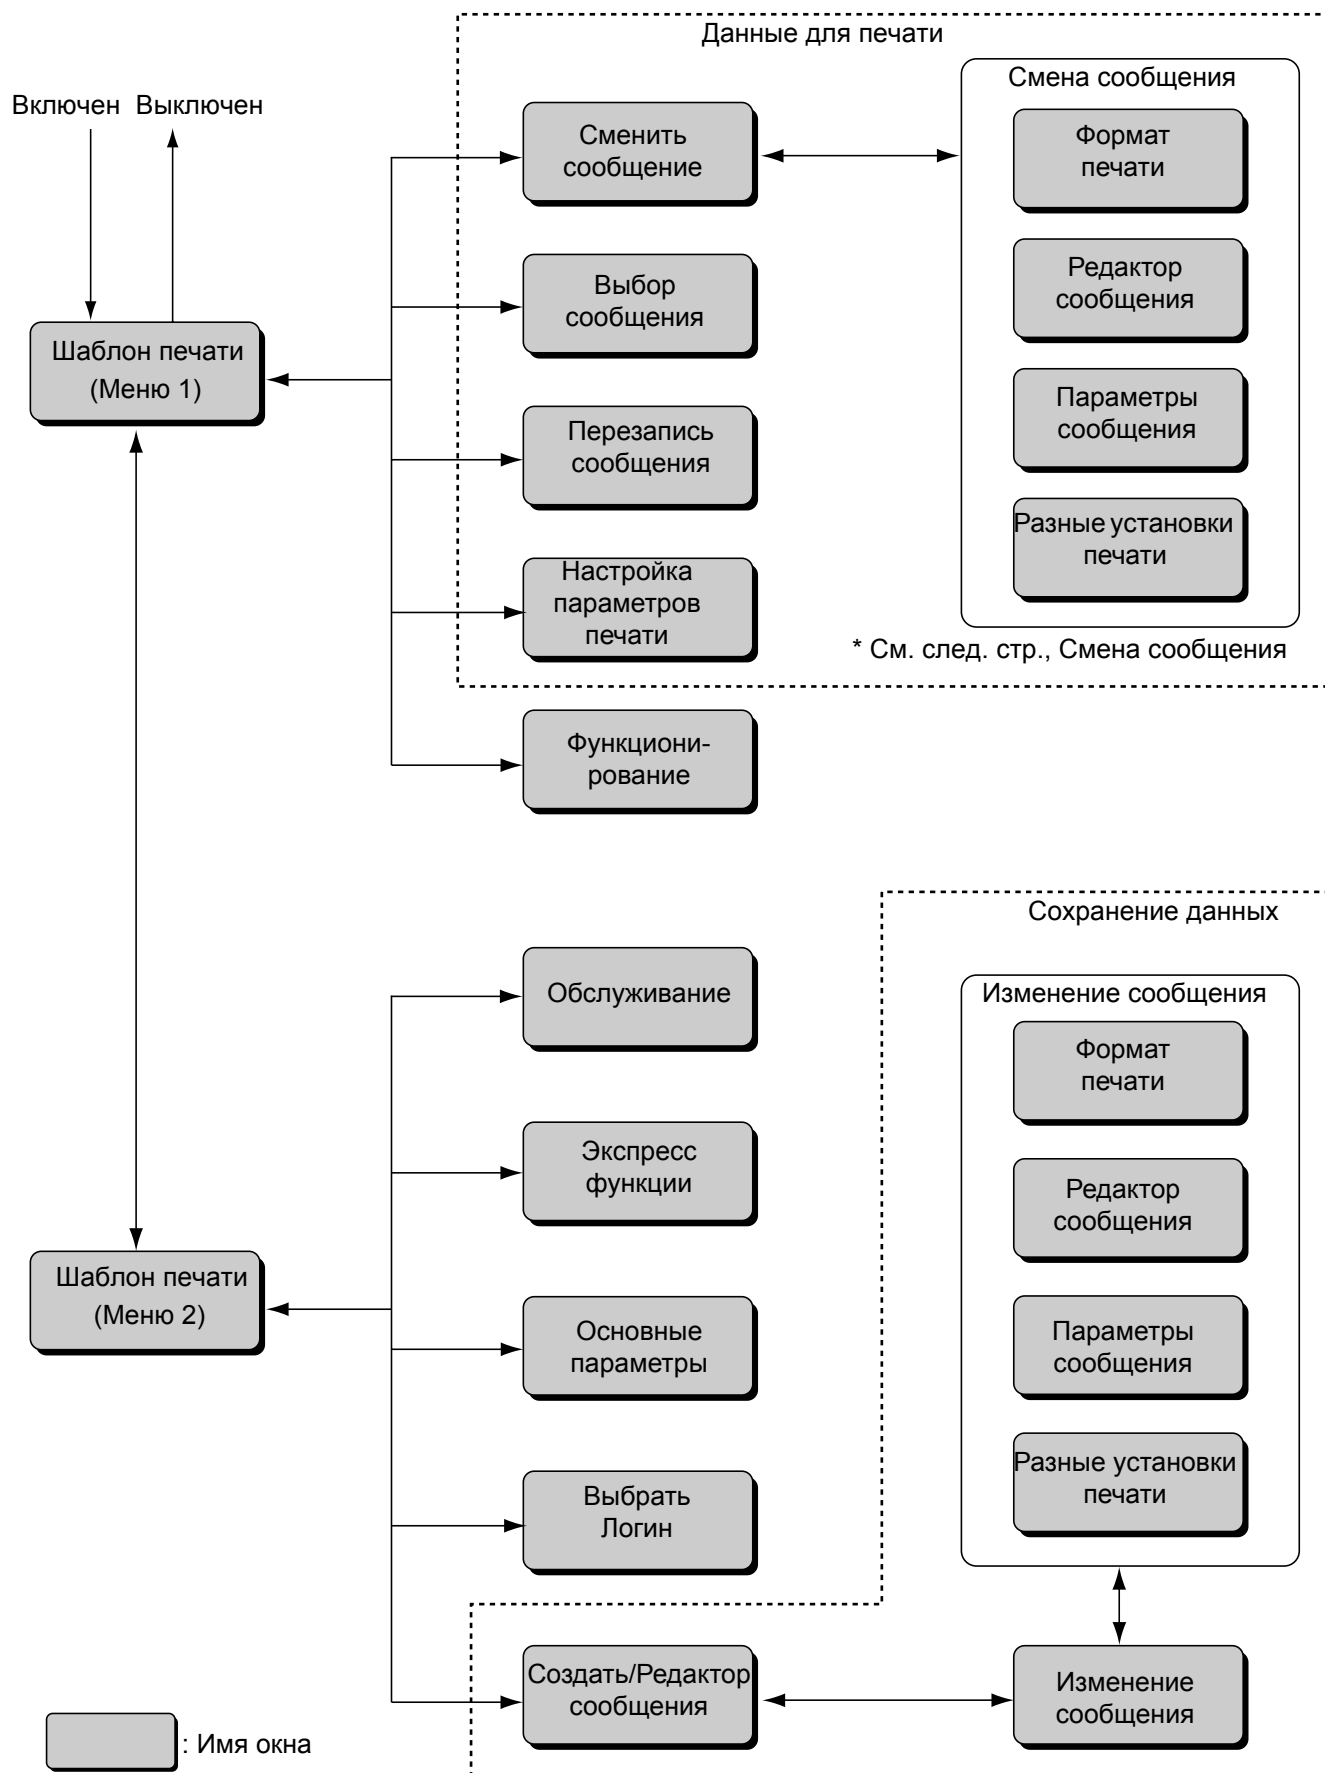 Данные для печати
Смена сообщения
Включен Выключен
Сменить
сообщение
Формат
печати
Выбор
сообщения
Редактор
сообщения
Шаблон печати
(Меню 1)
Перезапись
сообщения
Параметры
сообщения
Настройка
параметров
печати
Разные установки
печати
* См. след. стр., Смена сообщения
Функциони-
рование
Сохранение данных
Обслуживание
Изменение сообщения
Формат
печати
Экспресс
функции
Редактор
сообщения
Шаблон печати
(Меню 2)
Основные
параметры
Параметры
сообщения
Выбрать
Логин
Разные установки
печати
Создать/Редактор
сообщения
Изменение
сообщения
: Имя окна